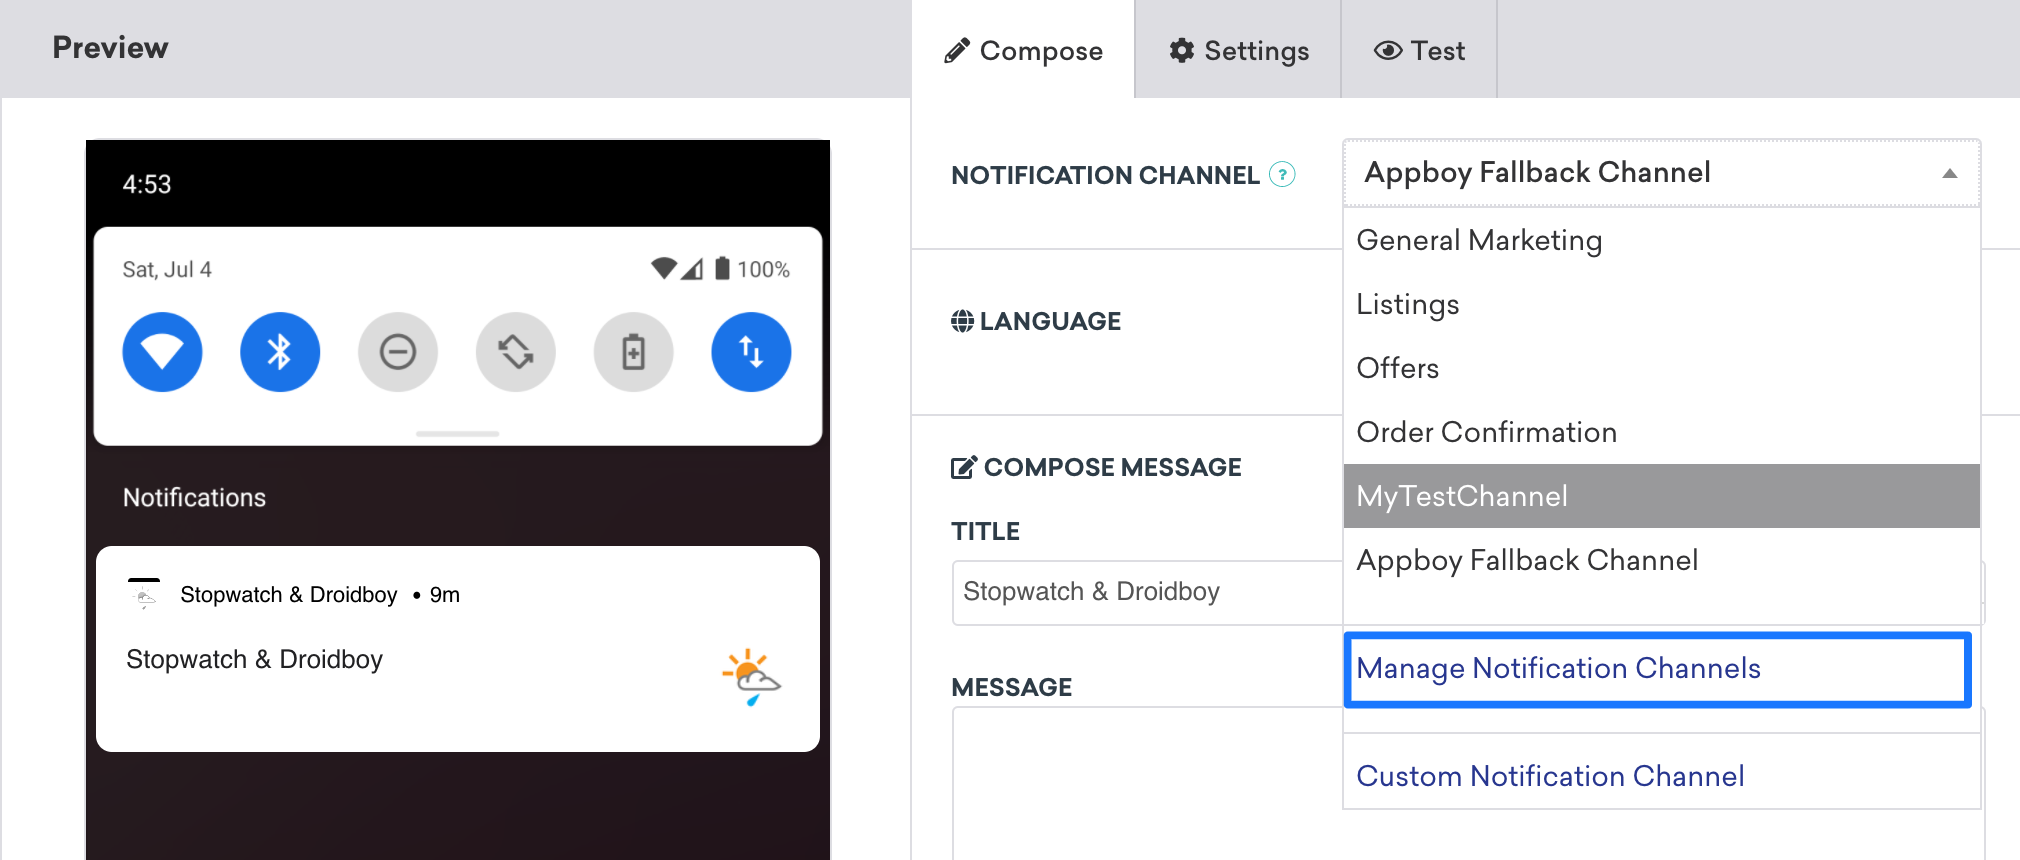 Preview
Compose
Settings
Test
4:53
Sat, Jul 4
100%
Notifications
Stopwatch & Droidboy • 9m
Stopwatch & Droidboy
NOTIFICATION CHANNEL ?
Appboy Fallback Channel
General Marketing
Listings
Offers
Order Confirmation
MyTestChannel
Appboy Fallback Channel
Manage Notification Channels
Custom Notification Channel
LANGUAGE
COMPOSE MESSAGE
TITLE
Stopwatch & Droidboy
MESSAGE